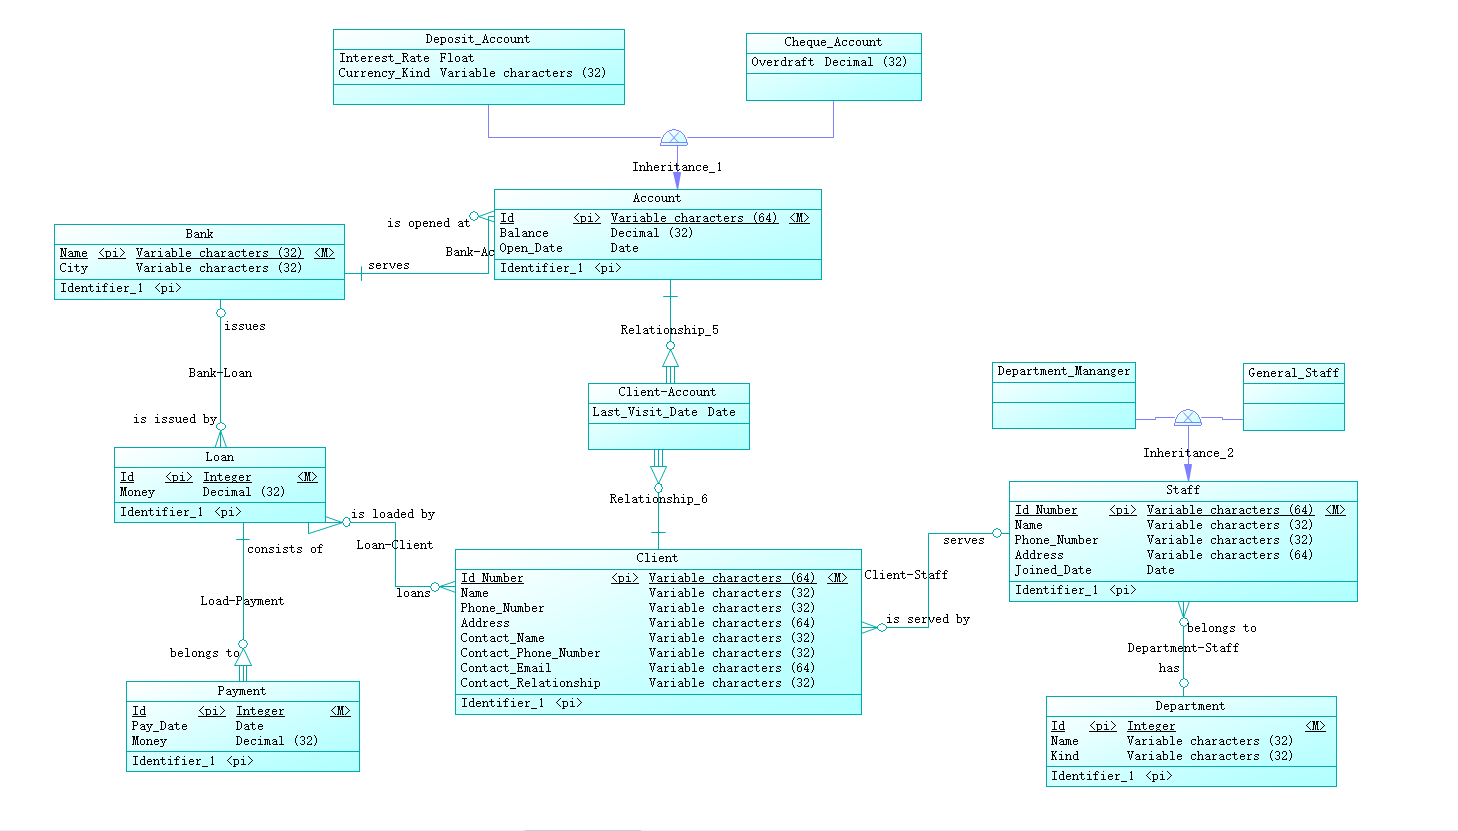 Deposit_Account
Interest_Rate Float
Currency_Kind Variable characters (32)
Cheque_Account
Overdraft Decimal (32)
Inheritance_1
Account
Id <pi> Variable characters (64) <M>
Balance Decimal (32)
Open_Date Date
Identifier_1 <pi>
is opened at
Bank-Ac
serves
Bank
Name <pi> Variable characters (32) <M>
City Variable characters (32)
Identifier_1 <pi>
issues
Bank-Loan
is issued by
Relationship_5
Client-Account
Last_Visit_Date Date
Relationship_6
Department_Mananger
General_Staff
Inheritance_2
Loan
Id <pi> Integer <M>
Money Decimal (32)
Identifier_1 <pi>
is loaded by
Loan-Client
loans
consists of
Load-Payment
belongs to
Payment
Id <pi> Integer <M>
Pay_Date Date
Money Decimal (32)
Identifier_1 <pi>
Client
Id_Number <pi> Variable characters (64) <M>
Name Variable characters (32)
Phone_Number Variable characters (32)
Address Variable characters (64)
Contact_Name Variable characters (32)
Contact_Phone_Number Variable characters (32)
Contact_Email Variable characters (64)
Contact_Relationship Variable characters (32)
Identifier_1 <pi>
serves
Client-Staff
is served by
Staff
Id_Number <pi> Variable characters (64) <M>
Name Variable characters (32)
Phone_Number Variable characters (32)
Address Variable characters (64)
Joined_Date Date
Identifier_1 <pi>
belongs to
Department-Staff
has
Department
Id <pi> Integer <M>
Name Variable characters (32)
Kind Variable characters (32)
Identifier_1 <pi>